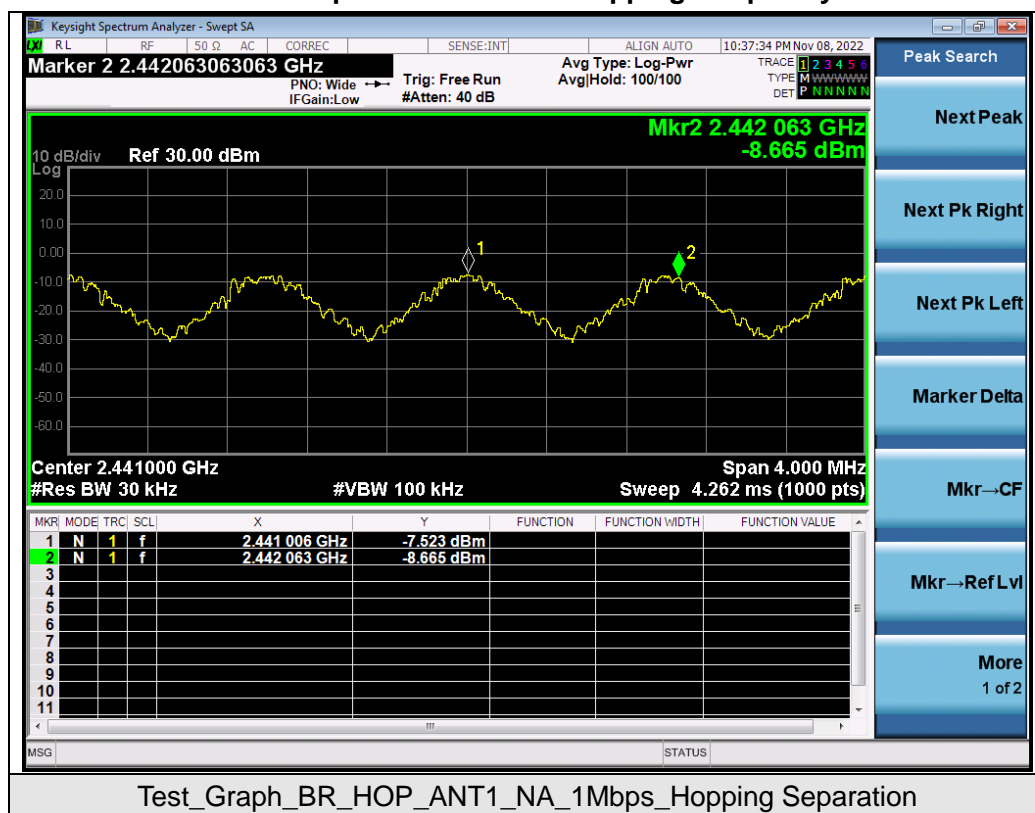 Keysight Spectrum Analyzer - Swept SA
LXI RL RF 50 Ω AC CORREC SENSE:INT ALIGN AUTO 10:37:34 PM Nov 08, 2022
Marker 2 2.442063063063 GHz
PNO: Wide
IFGain:Low
Trig: Free Run
#Atten: 40 dB
Avg Type: Log-Pwr
Avg|Hold: 100/100
TRACE 1 2 3 4 5 6
TYPE M WWWWW
DET P N N N N N
Peak Search
Mkr2 2.442 063 GHz
-8.665 dBm
10 dB/div Ref 30.00 dBm
Log
20.0
10.0
0.00
-10.0
-20.0
-30.0
-40.0
-50.0
-60.0
1
2
Center 2.441000 GHz Span 4.000 MHz
#Res BW 30 kHz #VBW 100 kHz Sweep 4.262 ms (1000 pts)
MKR MODE TRC SCL X Y FUNCTION FUNCTION WIDTH FUNCTION VALUE
1 N 1 f 2.441 006 GHz -7.523 dBm
2 N 1 f 2.442 063 GHz -8.665 dBm
3
4
5
6
7
8
9
10
11
Next Peak
Next Pk Right
Next Pk Left
Marker Delta
Mkr→CF
Mkr→Ref Lvl
More
1 of 2
MSG STATUS
Test_Graph_BR_HOP_ANT1_NA_1Mbps_Hopping Separation